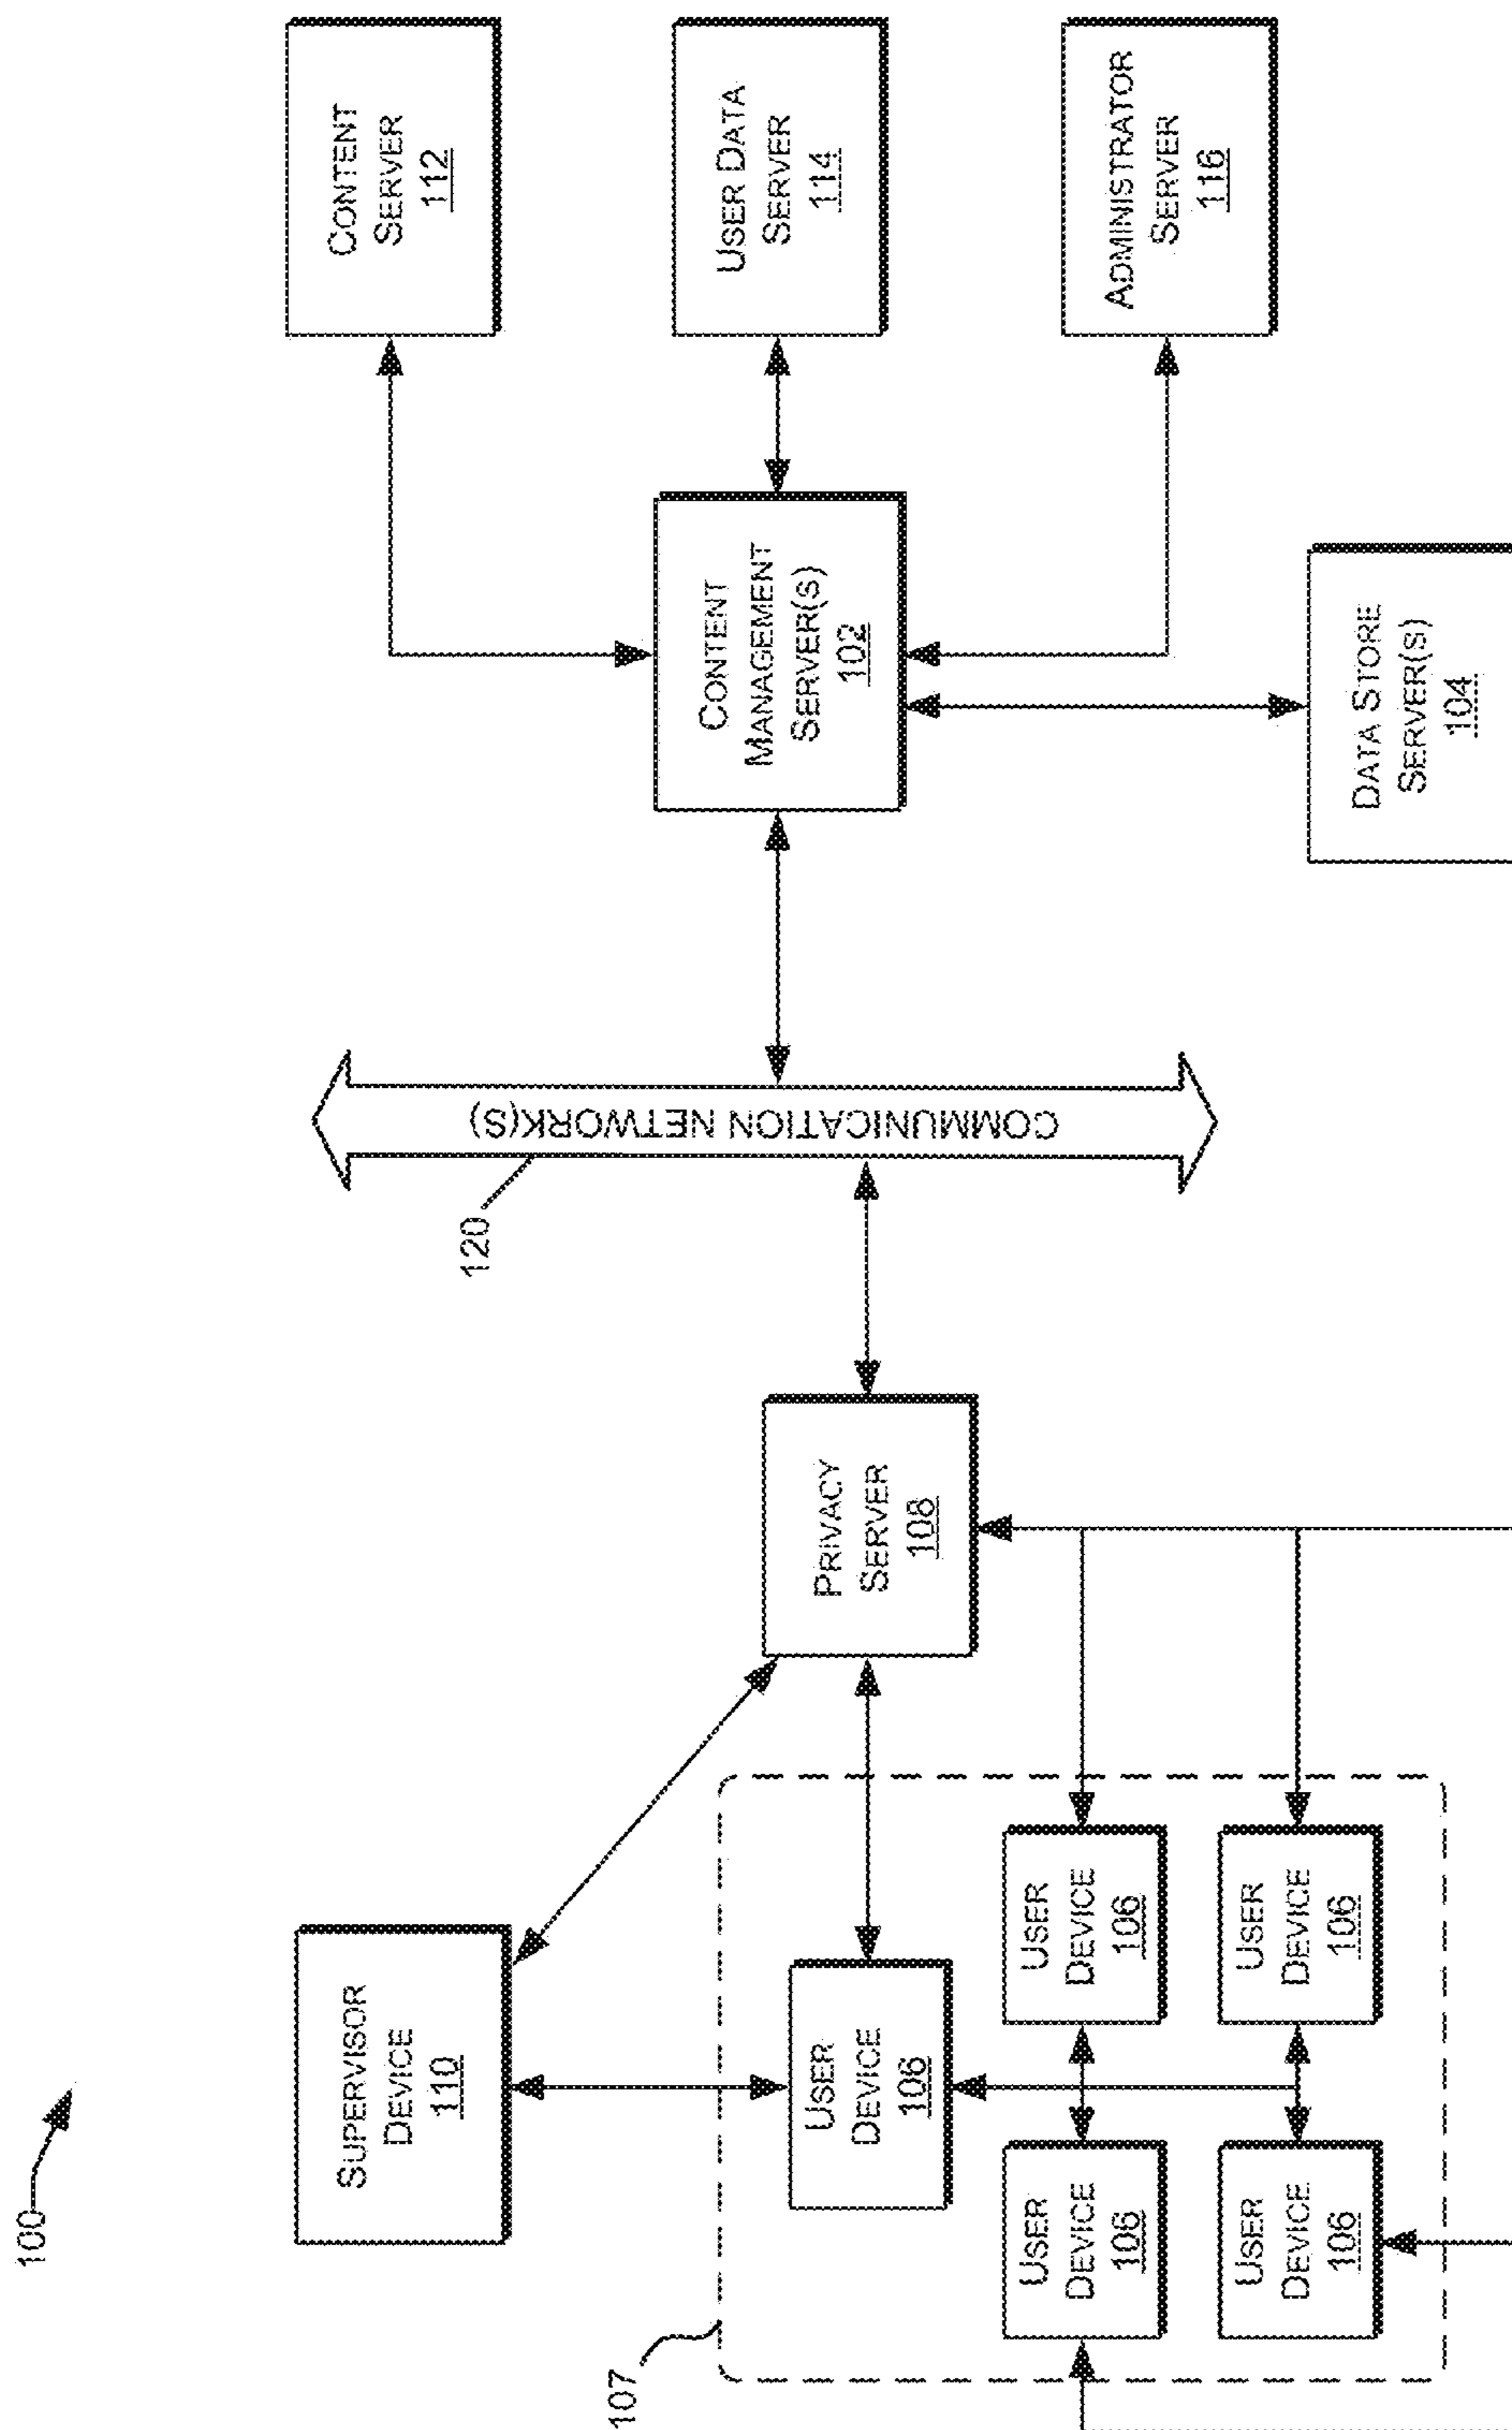 100
SUPERVISOR
DEVICE
110
107
USER
DEVICE
106
USER
DEVICE
106
USER
DEVICE
106
USER
DEVICE
106
USER
DEVICE
106
PRIVACY
SERVER
108
120
COMMUNICATION NETWORK(S)
CONTENT
MANAGEMENT
SERVER(S)
102
DATA STORE
SERVER(S)
104
CONTENT
SERVER
112
USER DATA
SERVER
114
ADMINISTRATOR
SERVER
116